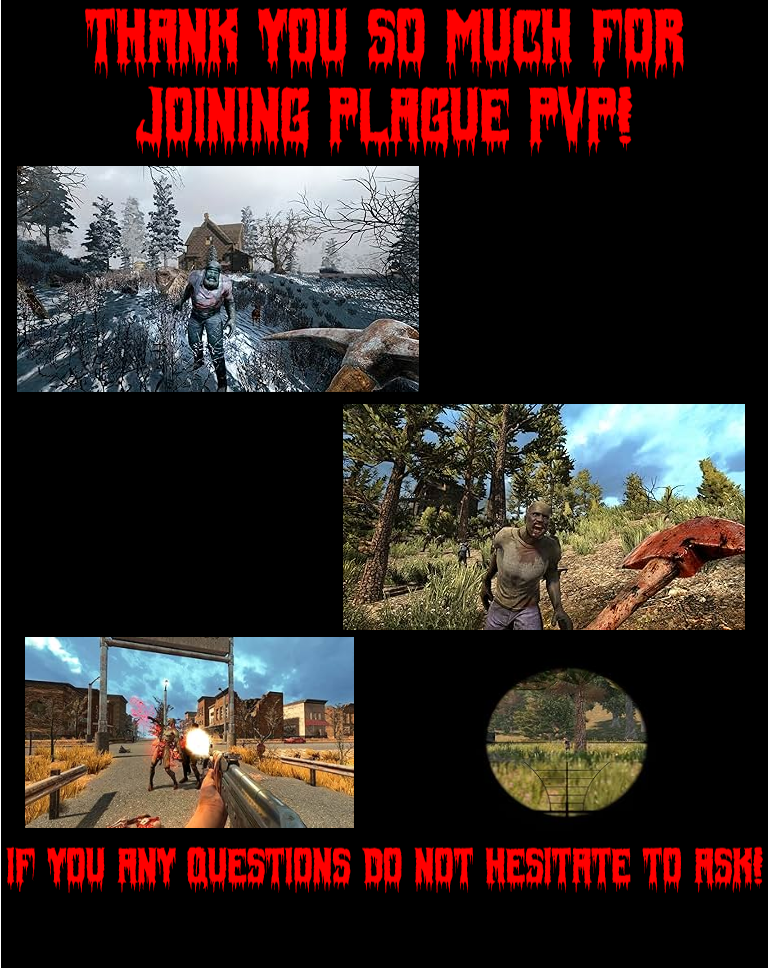 THANK YOU SO MUCH FOR
JOINING PLAGUE PVP!
IF YOU ANY QUESTIONS DO NOT HESITATE TO ASK!